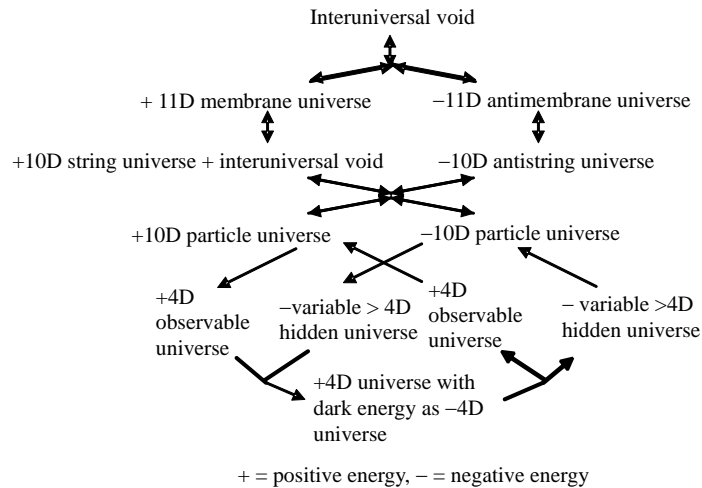 Interuniversal void
+ 11D membrane universe
−11D antimembrane universe
+10D string universe + interuniversal void
−10D antistring universe
+10D particle universe
−10D particle universe
+4D
observable
universe
−variable > 4D
hidden universe
+4D
observable
universe
− variable >4D
hidden universe
+4D universe with
dark energy as −4D
universe
+ = positive energy, − = negative energy